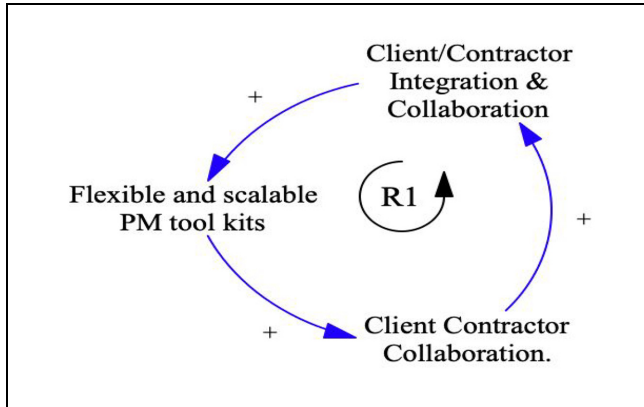 Client/Contractor
Integration &
Collaboration
+
Flexible and scalable
PM tool kits
R1
+
+
Client Contractor
Collaboration.